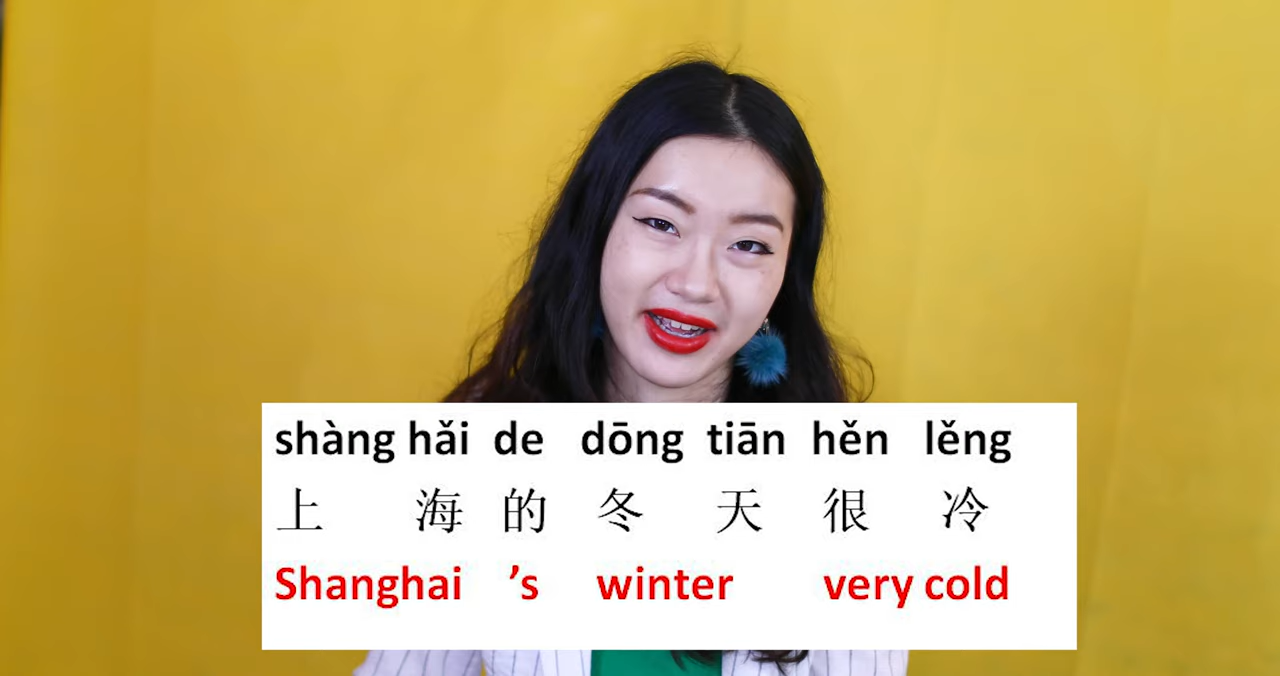 shàng hǎi de dōng tiān hěn lěng
上 海 的 冬 天 很 冷
Shanghai 's winter very cold